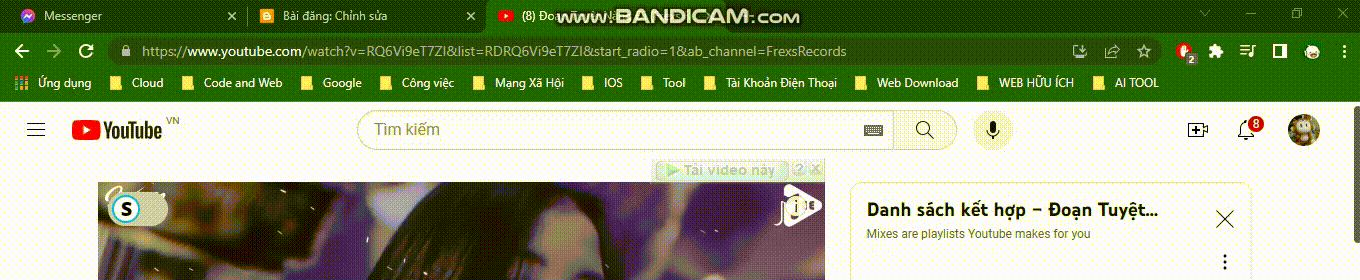 Messenger
Bài đăng: Chỉnh sửa
(8) Đoạ
www.BANDICAM.com
https://www.youtube.com/watch?v=RQ6Vi9eT7ZI&list=RDRQ6Vi9eT7ZI&start_radio=1&ab_channel=FrexsRecords
2
Ứng dụng Cloud Code and Web Google Công việc Mạng Xã Hội IOS Tool Tài Khoản Điện Thoại Web Download WEB HỮU ÍCH AI TOOL
YouTube VN
Tìm kiếm
8
Tải video này ? X
S
Danh sách kết hợp – Đoạn Tuyệt...
Mixes are playlists Youtube makes for you